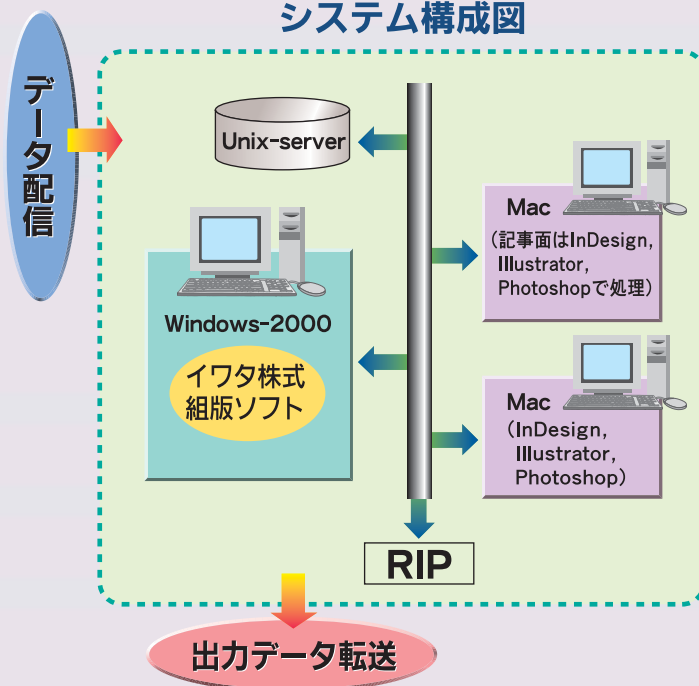 システム構成図
データ配信
Unix-server
Mac
（記事面はInDesign,
Illustrator,
Photoshopで処理）
Windows-2000
イワタ株式
組版ソフト
Mac
（InDesign,
Illustrator,
Photoshop）
RIP
出力データ転送